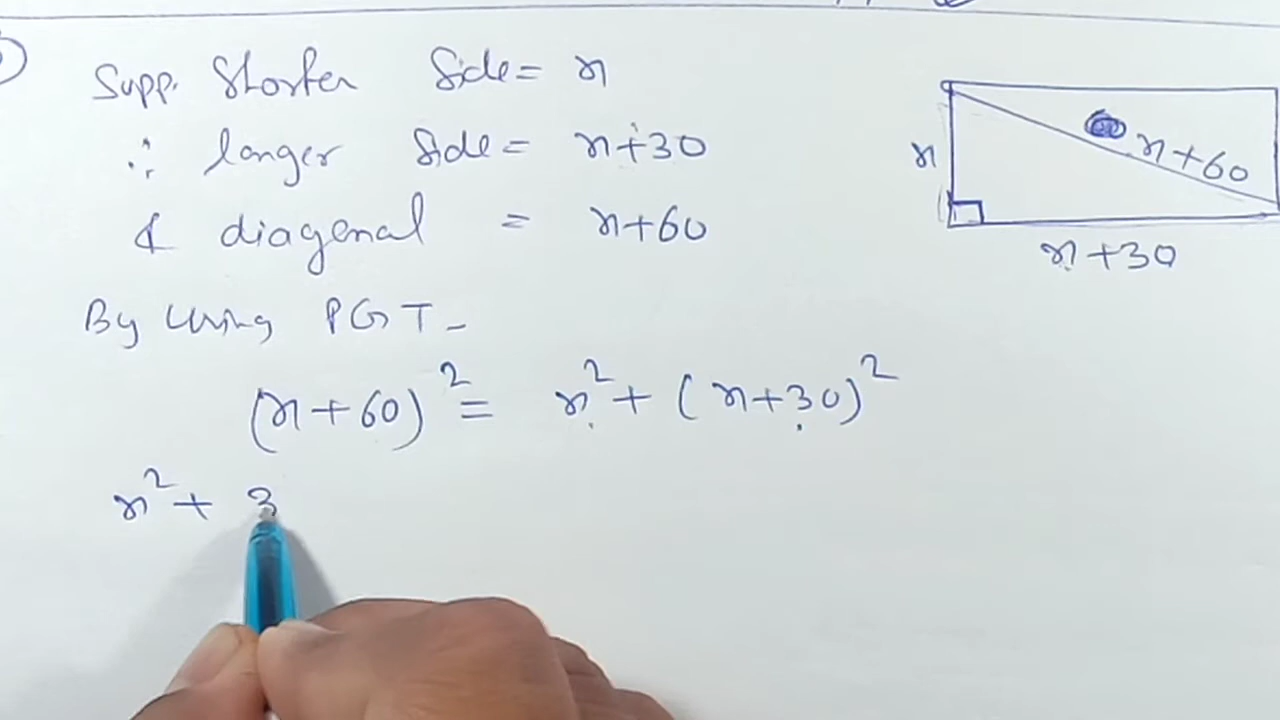 Supp. Shorter Side = x
∴ longer Side = x+30
& diagonal = x+60
x
x+60
x+30
By Using PGT -
(x+60)² = x² + (x+30)²
x² + 3